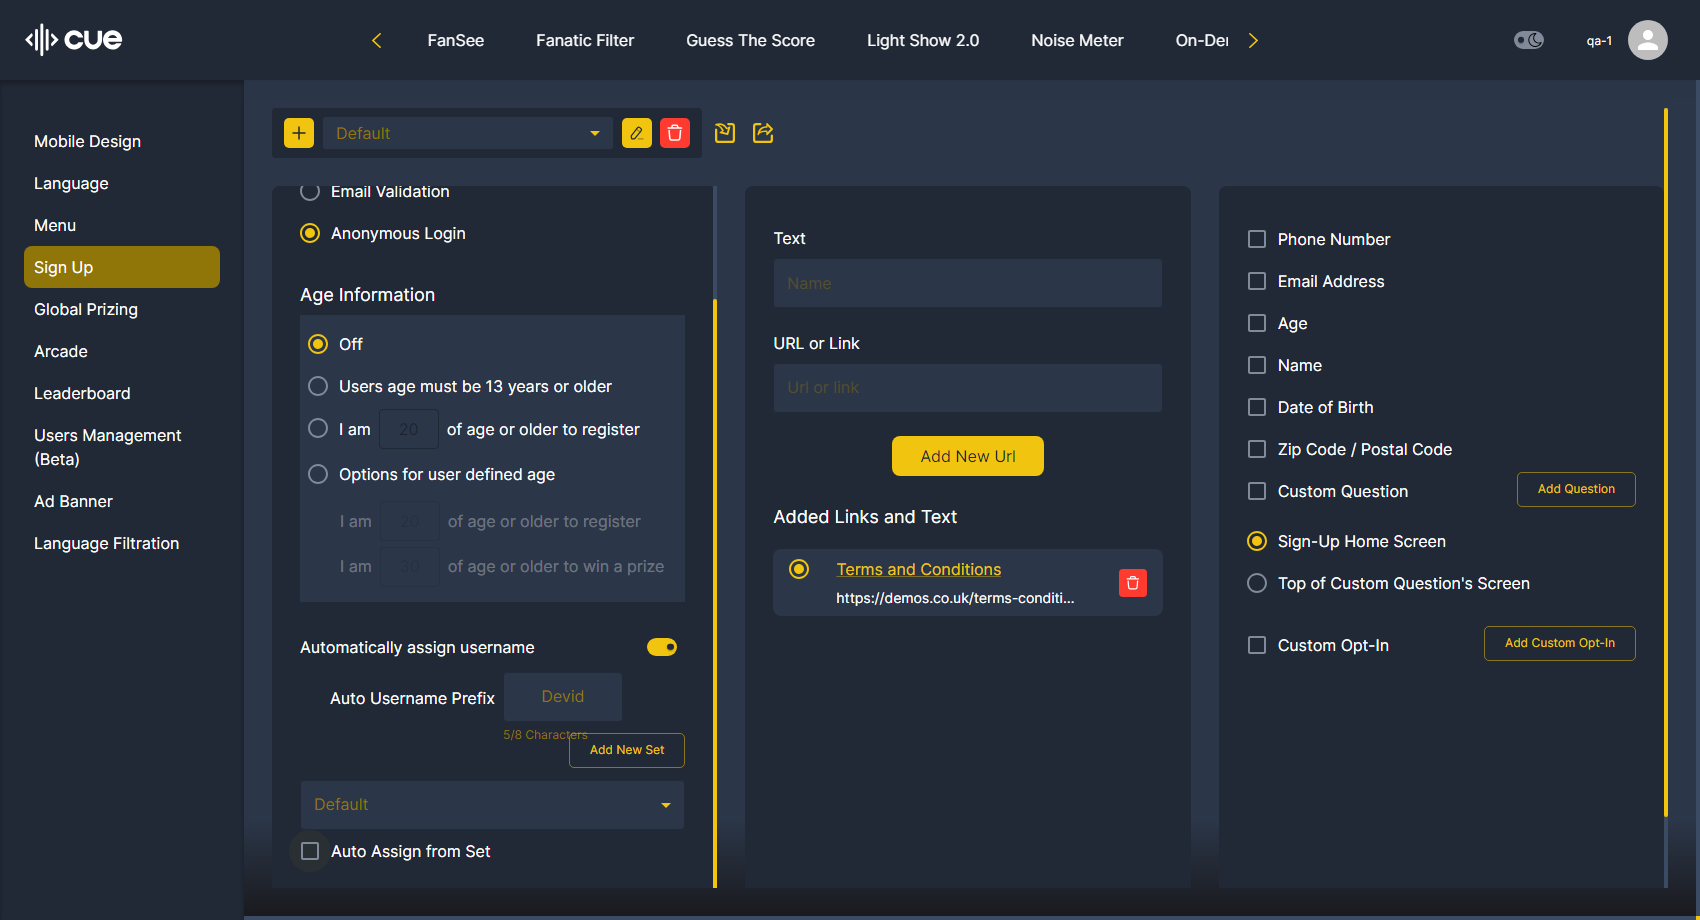 cue
FanSee
Fanatic Filter
Guess The Score
Light Show 2.0
Noise Meter
On-Der
qa-1
Mobile Design
Language
Menu
Sign Up
Global Prizing
Arcade
Leaderboard
Users Management
(Beta)
Ad Banner
Language Filtration
Default
Email Validation
Anonymous Login
Age Information
Off
Users age must be 13 years or older
I am 20 of age or older to register
Options for user defined age
I am 20 of age or older to register
I am 30 of age or older to win a prize
Automatically assign username
Auto Username Prefix Devid
5/8 Characters
Add New Set
Default
Auto Assign from Set
Text
Name
URL or Link
Url or link
Add New Url
Added Links and Text
Terms and Conditions
https://demos.co.uk/terms-conditi...
Phone Number
Email Address
Age
Name
Date of Birth
Zip Code / Postal Code
Custom Question
Add Question
Sign-Up Home Screen
Top of Custom Question's Screen
Custom Opt-In
Add Custom Opt-In